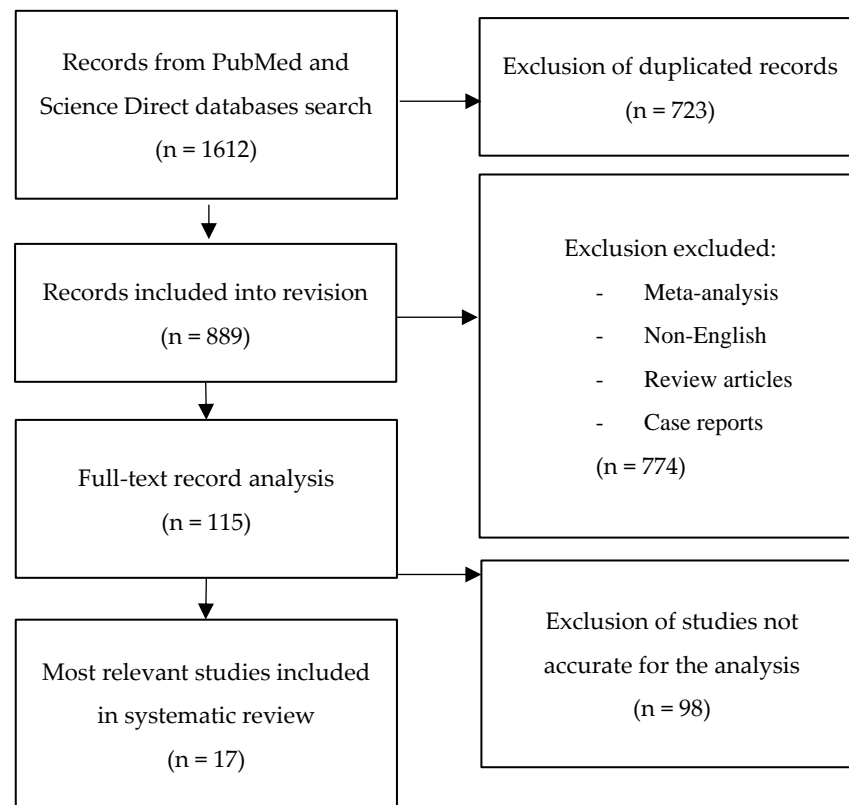 Records from PubMed and
Science Direct databases search
(n = 1612)
Exclusion of duplicated records
(n = 723)
Records included into revision
(n = 889)
Exclusion excluded:
- Meta-analysis
- Non-English
- Review articles
- Case reports
(n = 774)
Full-text record analysis
(n = 115)
Exclusion of studies not
accurate for the analysis
(n = 98)
Most relevant studies included
in systematic review
(n = 17)